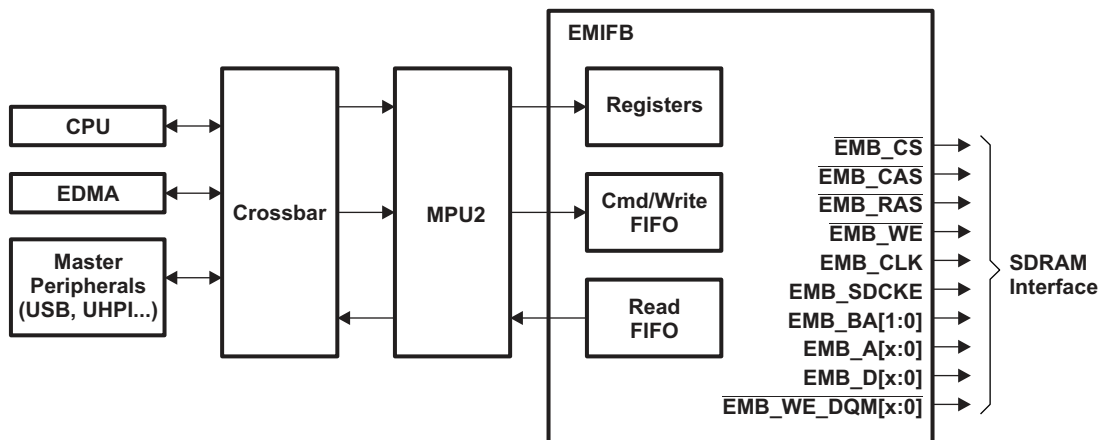 EMIFB
CPU
EDMA
Master
Peripherals
(USB, UHPI...)
Crossbar
MPU2
Registers
Cmd/Write
FIFO
Read
FIFO
EMB_CS
EMB_CAS
EMB_RAS
EMB_WE
EMB_CLK
EMB_SDCKE
EMB_BA[1:0]
EMB_A[x:0]
EMB_D[x:0]
EMB_WE_DQM[x:0]
SDRAM
Interface